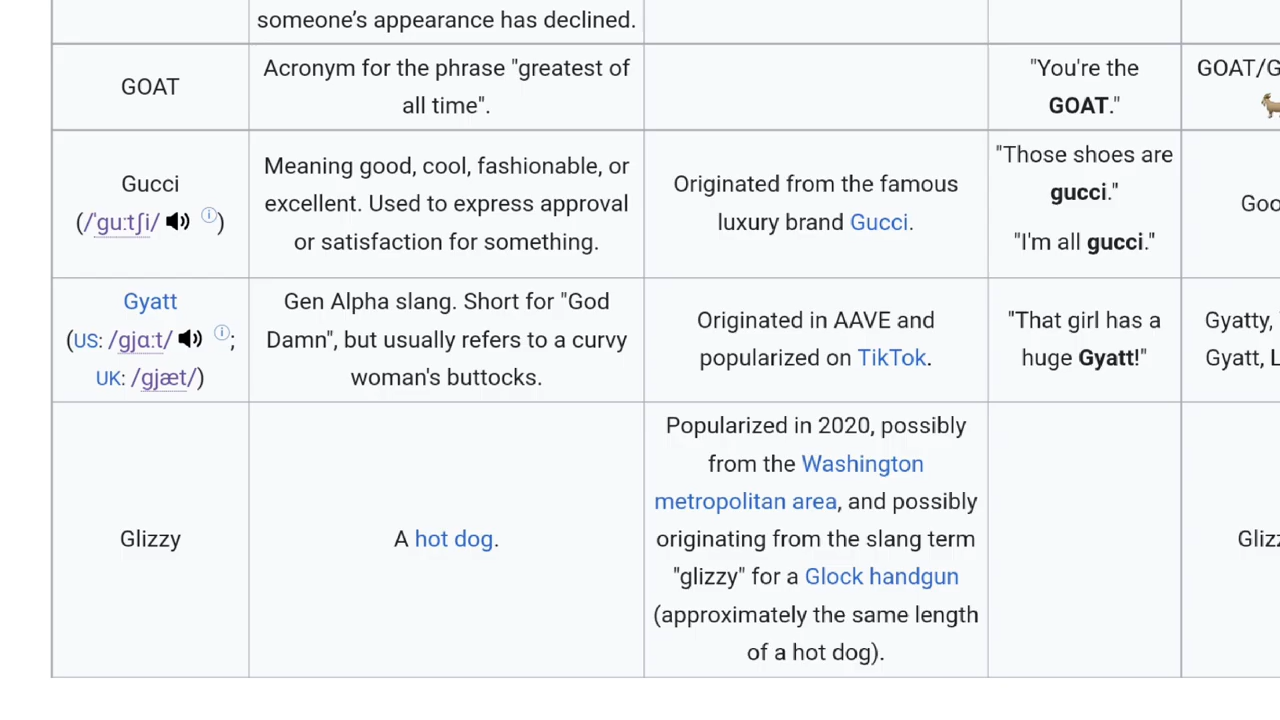 someone’s appearance has declined.
GOAT
Acronym for the phrase "greatest of
all time".
"You're the
GOAT."
GOAT/G
Gucci
(/ˈɡuːtʃi/ ⓘ)
Meaning good, cool, fashionable, or
excellent. Used to express approval
or satisfaction for something.
Originated from the famous
luxury brand Gucci.
"Those shoes are
gucci."
"I'm all gucci."
Goo
Gyatt
(US: /ɡjɑːt/ ⓘ;
UK: /ɡjæt/)
Gen Alpha slang. Short for "God
Damn", but usually refers to a curvy
woman's buttocks.
Originated in AAVE and
popularized on TikTok.
"That girl has a
huge Gyatt!"
Gyatty,
Gyatt, L
Glizzy
A hot dog.
Popularized in 2020, possibly
from the Washington
metropolitan area, and possibly
originating from the slang term
"glizzy" for a Glock handgun
(approximately the same length
of a hot dog).
Gliz